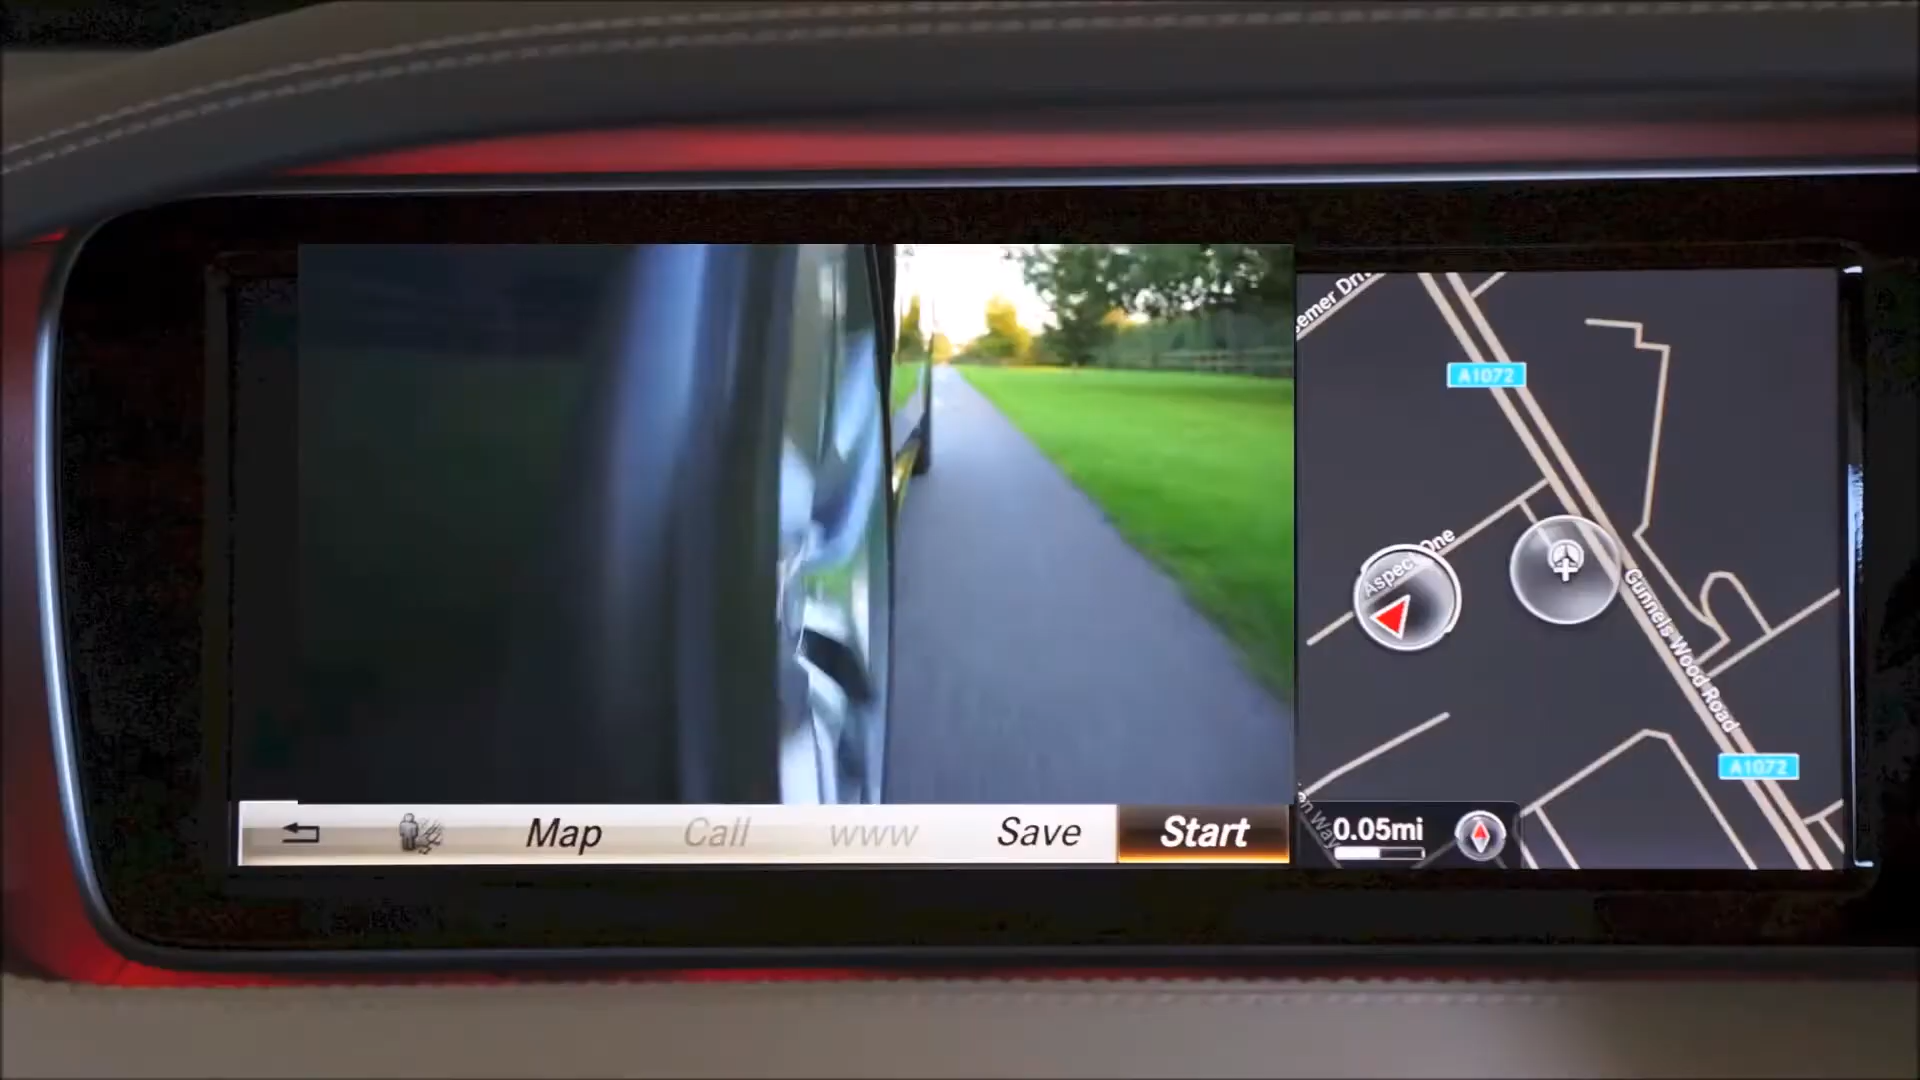 Map
Call
www
Save
Start
A1072
Aspect One
Gunnels Wood Road
A1072
0.05mi